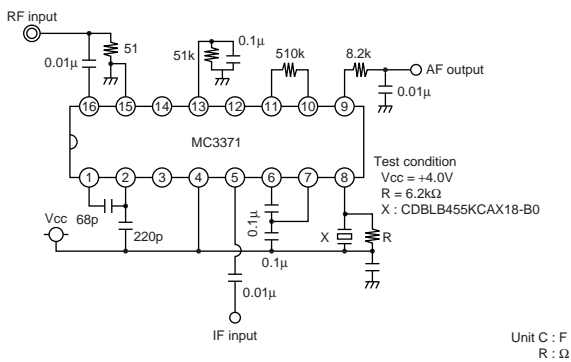 RF input
0.01μ
51
51k
0.1μ
510k
8.2k
AF output
0.01μ
16 15 14 13 12 11 10 9
MC3371
1 2 3 4 5 6 7 8
Test condition
Vcc = +4.0V
R = 6.2kΩ
X : CDBLB455KCAX18-B0
Vcc
68p
220p
0.1μ
0.1μ
X
R
0.01μ
IF input
Unit C : F
R : Ω